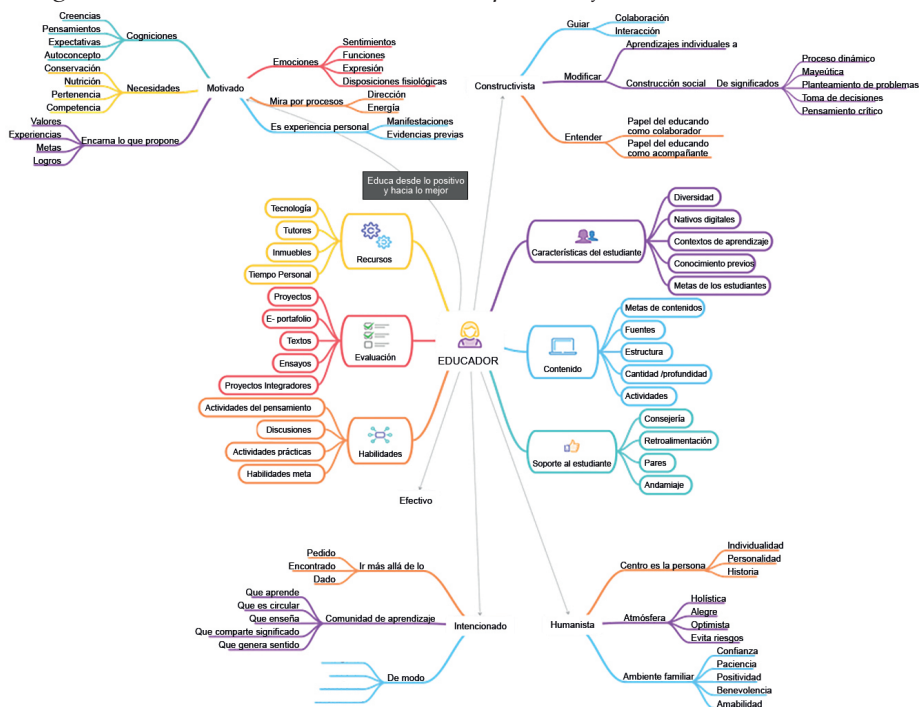 Creencias
Pensamientos
Expectativas
Autoconcepto
Cogniciones
Conservación
Nutrición
Pertenencia
Competencia
Necesidades
Valores
Experiencias
Metas
Logros
Encarna lo que propone
Motivado
Emociones
Sentimientos
Funciones
Expresión
Disposiciones fisiológicas
Mira por procesos
Dirección
Energía
Es experiencia personal
Manifestaciones
Evidencias previas
Constructivista
Guiar
Colaboración
Interacción
Modificar
Aprendizajes individuales a
Construcción social
De significados
Proceso dinámico
Mayeútica
Planteamiento de problemas
Toma de decisiones
Pensamiento crítico
Entender
Papel del educando
como colaborador
Papel del educando
como acompañante
Educa desde lo positivo
y hacia lo mejor
Tecnología
Tutores
Inmuebles
Tiempo Personal
Recursos
Proyectos
E- portafolio
Textos
Ensayos
Proyectos Integradores
Evaluación
Actividades del pensamiento
Discusiones
Actividades prácticas
Habilidades meta
Habilidades
EDUCADOR
Características del estudiante
Diversidad
Nativos digitales
Contextos de aprendizaje
Conocimiento previos
Metas de los estudiantes
Contenido
Metas de contenidos
Fuentes
Estructura
Cantidad /profundidad
Actividades
Soporte al estudiante
Consejería
Retroalimentación
Pares
Andamiaje
Efectivo
Pedido
Encontrado
Dado
Ir más allá de lo
Que aprende
Que es circular
Que enseña
Que comparte significado
Que genera sentido
Comunidad de aprendizaje
De modo
Intencionado
Humanista
Centro es la persona
Individualidad
Personalidad
Historia
Atmósfera
Holística
Alegre
Optimista
Evita riesgos
Ambiente familiar
Confianza
Paciencia
Positividad
Benevolencia
Amabilidad